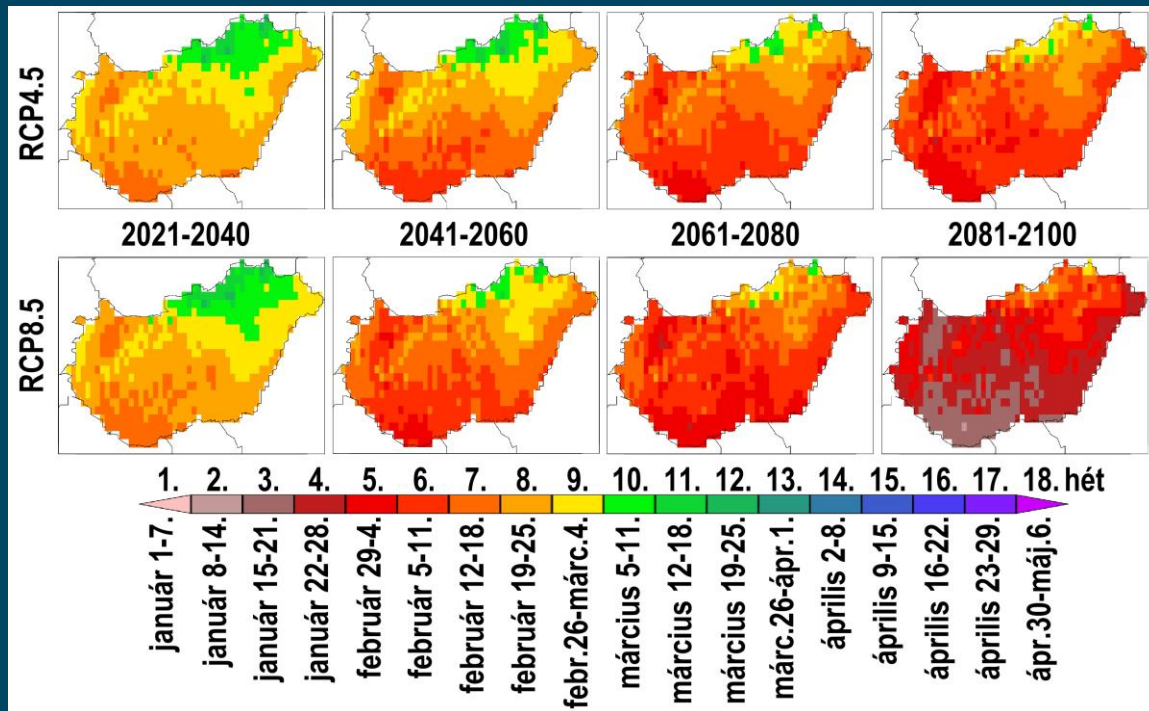 RCP4.5
2021-2040 2041-2060 2061-2080 2081-2100
RCP8.5
1. 2. 3. 4. 5. 6. 7. 8. 9. 10. 11. 12. 13. 14. 15. 16. 17. 18. hét
január 1-7.
január 8-14.
január 15-21.
január 22-28.
február 29-4.
február 5-11.
február 12-18.
február 19-25.
febr.26-márc.4.
március 5-11.
március 12-18.
március 19-25.
márc.26-ápr.1.
április 2-8.
április 9-15.
április 16-22.
április 23-29.
ápr.30-máj.6.